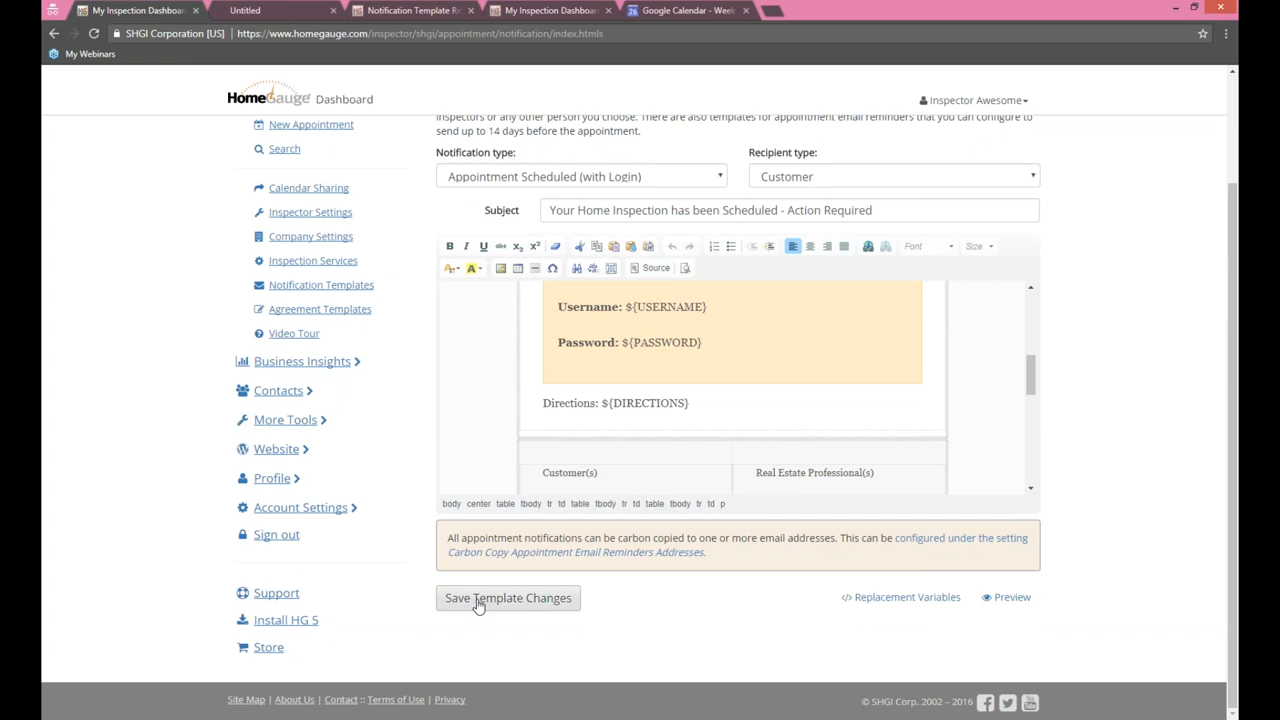 My Inspection Dashboa
Untitled
Notification Template Re
My Inspection Dashboa
26 Google Calendar - Week
SHGI Corporation [US] https://www.homegauge.com/inspector/shgi/appointment/notification/index.htmls
My Webinars
HomeGauge Dashboard
Inspector Awesome
New Appointment
Search
Calendar Sharing
Inspector Settings
Company Settings
Inspection Services
Notification Templates
Agreement Templates
Video Tour
Business Insights
Contacts
More Tools
Website
Profile
Account Settings
Sign out
Support
Install HG 5
Store
inspectors or any other person you choose. There are also templates for appointment email reminders that you can configure to
send up to 14 days before the appointment.
Notification type:
Recipient type:
Appointment Scheduled (with Login)
Customer
Subject
Your Home Inspection has been Scheduled - Action Required
Font
Size
Source
Username: ${USERNAME}
Password: ${PASSWORD}
Directions: ${DIRECTIONS}
Customer(s)
Real Estate Professional(s)
body center table tbody tr td table tbody tr td table tbody tr td p
All appointment notifications can be carbon copied to one or more email addresses. This can be configured under the setting
Carbon Copy Appointment Email Reminders Addresses.
Save Template Changes
</> Replacement Variables
Preview
Site Map | About Us | Contact :: Terms of Use | Privacy
© SHGI Corp. 2002 – 2016